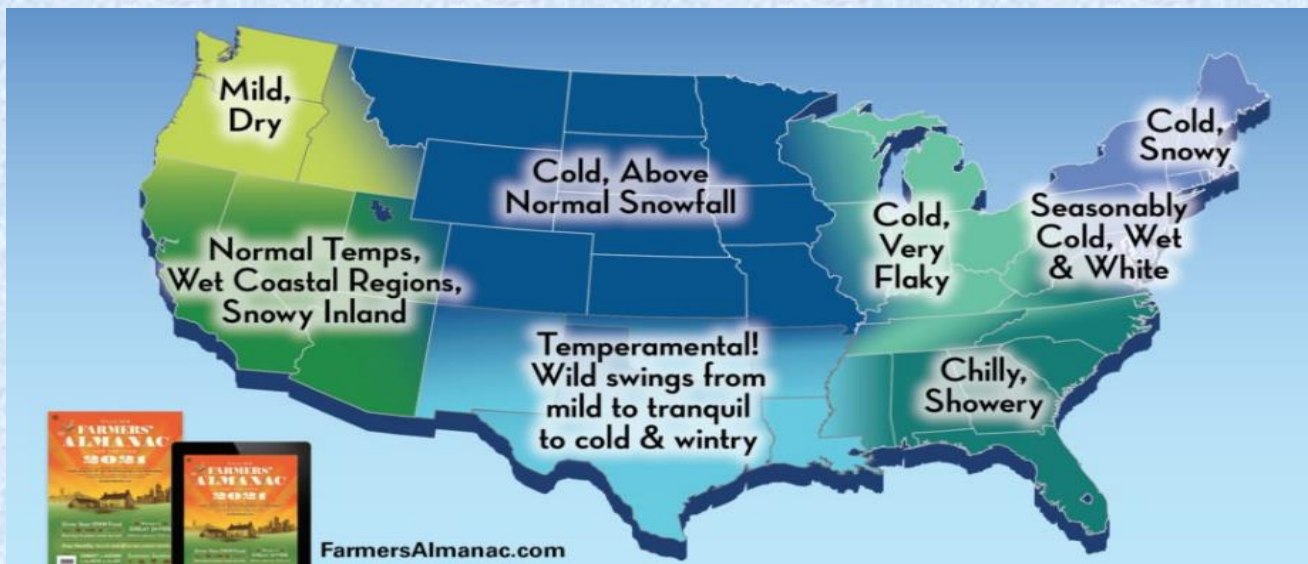 Mild,
Dry
Cold, Above
Normal Snowfall
Cold,
Snowy
Normal Temps,
Wet Coastal Regions,
Snowy Inland
Cold,
Very
Flaky
Seasonably
Cold, Wet
& White
Temperamental!
Wild swings from
mild to tranquil
to cold & wintry
Chilly,
Showery
FARMERS'
ALMANAC
2021
FARMERS'
ALMANAC
2021
FarmersAlmanac.com